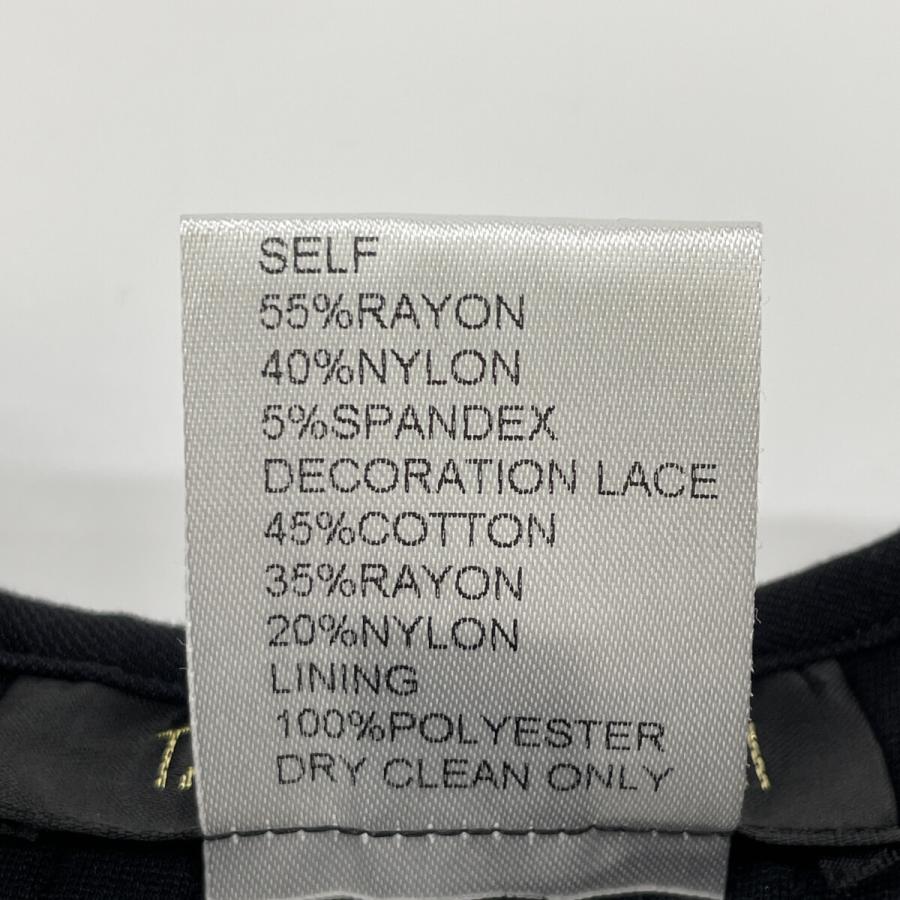 SELF
55%RAYON
40%NYLON
5%SPANDEX
DECORATION LACE
45%COTTON
35%RAYON
20%NYLON
LINING
100%POLYESTER
DRY CLEAN ONLY